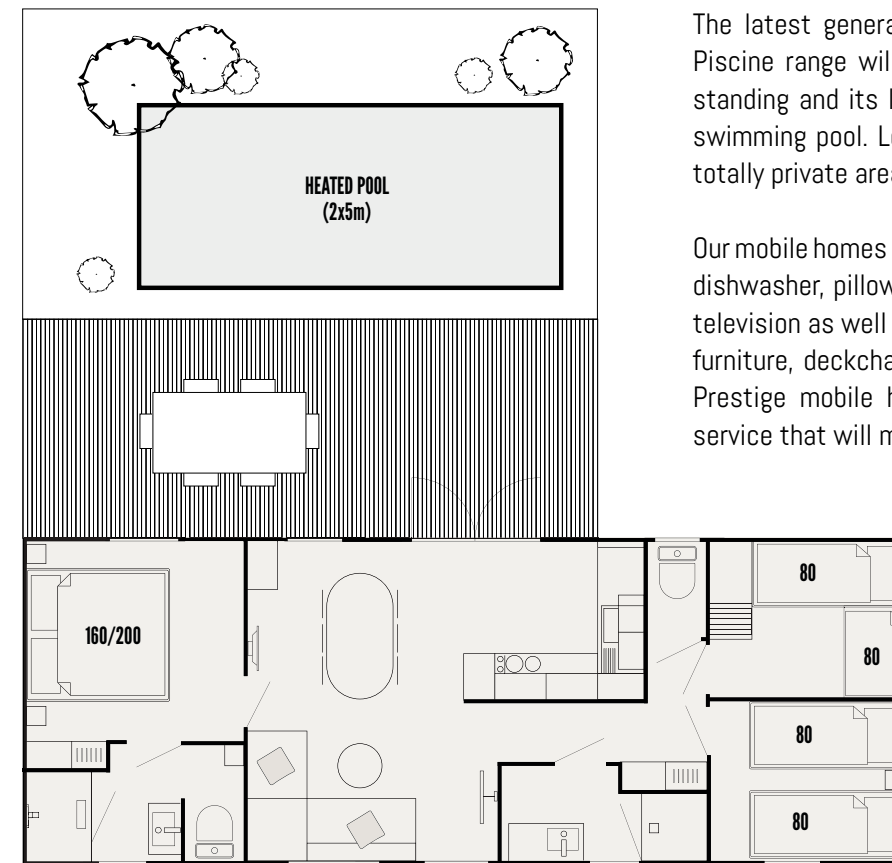 HEATED POOL
(2x5m)
160/200
80
80
80
80
The latest genera
Piscine range wil
standing and its
swimming pool. L
totally private area
Our mobile homes
dishwasher, pillow
television as well
furniture, deckcha
Prestige mobile h
service that will m